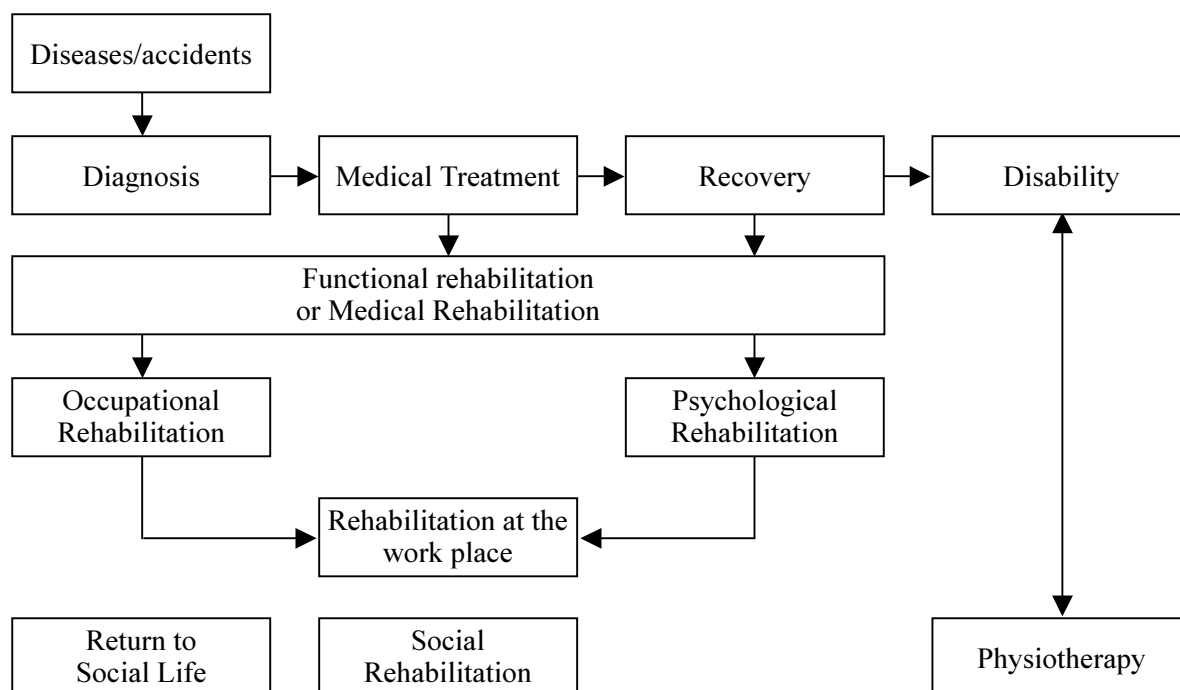 Diseases/accidents
Diagnosis
Medical Treatment
Recovery
Disability
Functional rehabilitation
or Medical Rehabilitation
Occupational
Rehabilitation
Psychological
Rehabilitation
Rehabilitation at the
work place
Return to
Social Life
Social
Rehabilitation
Physiotherapy